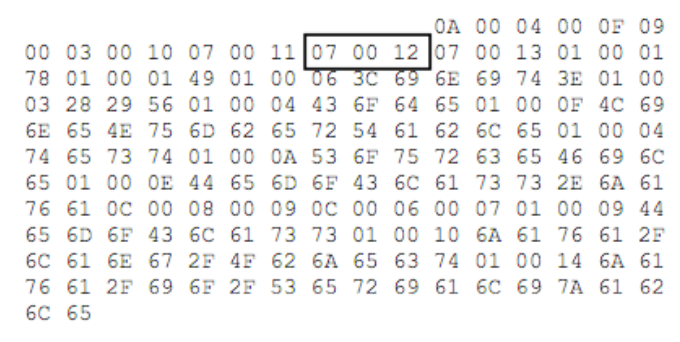 0A 00 04 00 0F 09
00 03 00 10 07 00 11 07 00 12 07 00 13 01 00 01
78 01 00 01 49 01 00 06 3C 69 6E 69 74 3E 01 00
03 28 29 56 01 00 04 43 6F 64 65 01 00 0F 4C 69
6E 65 4E 75 6D 62 65 72 54 61 62 6C 65 01 00 04
74 65 73 74 01 00 0A 53 6F 75 72 63 65 46 69 6C
65 01 00 0E 44 65 6D 6F 43 6C 61 73 73 2E 6A 61
76 61 0C 00 08 00 09 0C 00 06 00 07 01 00 09 44
65 6D 6F 43 6C 61 73 73 01 00 10 6A 61 76 61 2F
6C 61 6E 67 2F 4F 62 6A 65 63 74 01 00 14 6A 61
76 61 2F 69 6F 2F 53 65 72 69 61 6C 69 7A 61 62
6C 65